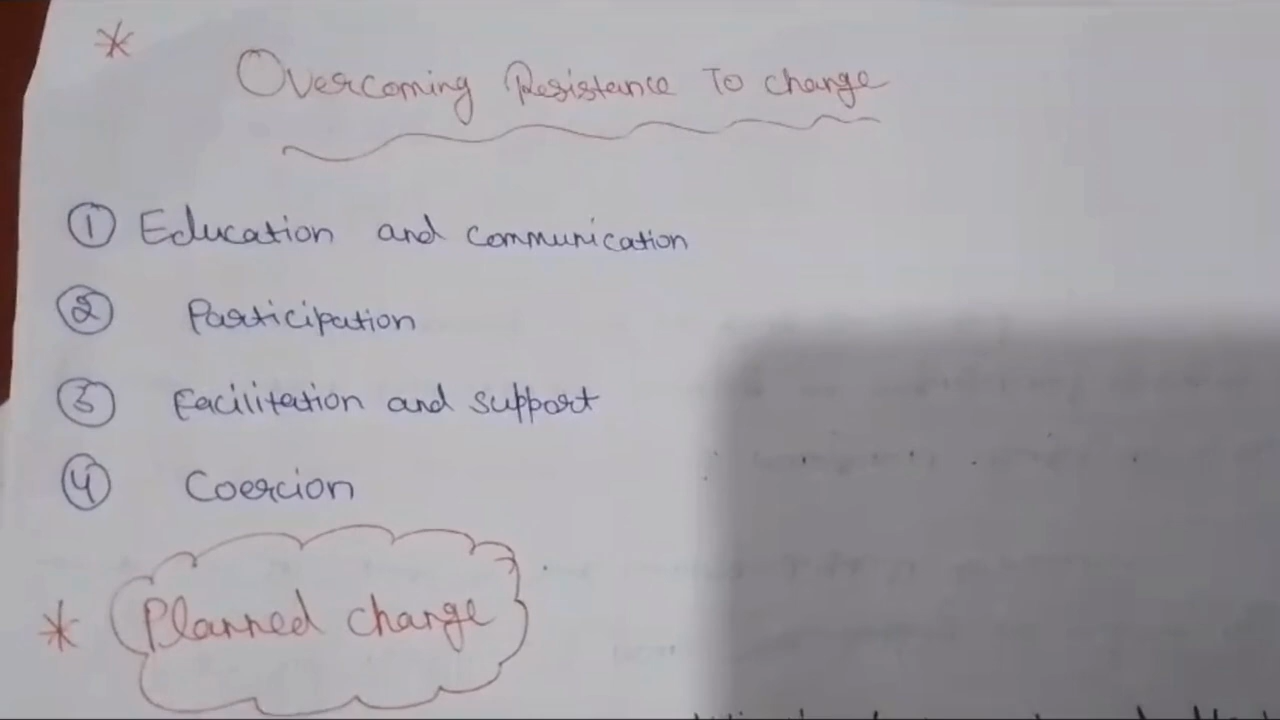 * Overcoming Resistance To change
① Education and communication
② Participation
③ Facilitation and support
④ Coercion
* Planned change